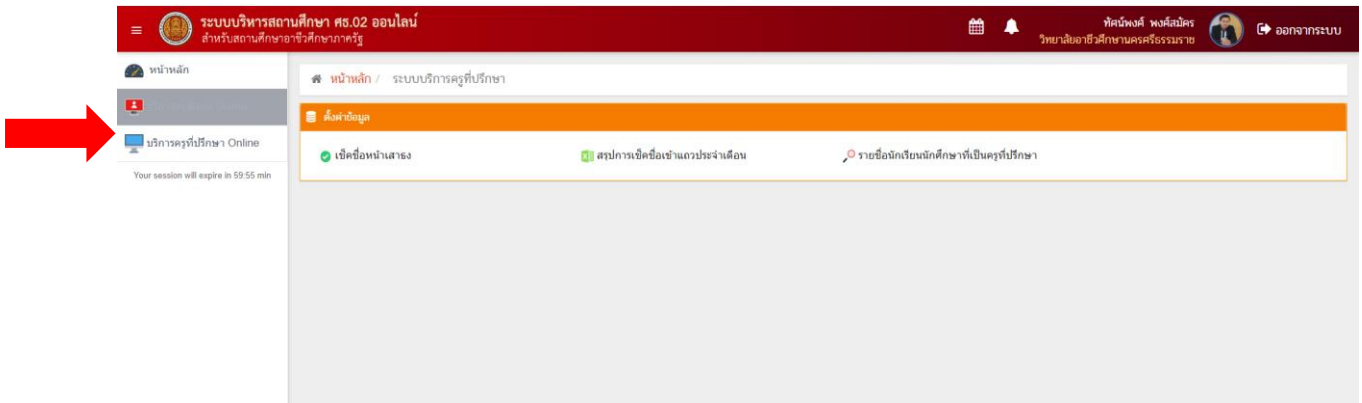 ระบบบริหารสถานศึกษา ศธ.02 ออนไลน์
สำหรับสถานศึกษาอาชีวศึกษาภาครัฐ
ทัศน์พงศ์ พงศ์สมัคร
วิทยาลัยอาชีวศึกษานครศรีธรรมราช
ออกจากระบบ
หน้าหลัก
บริการครูที่ปรึกษา Online
Your session will expire in 59:55 min
หน้าหลัก / ระบบบริการครูที่ปรึกษา
ตั้งค่าข้อมูล
เช็คชื่อหน้าเสาธง
สรุปการเช็คชื่อเข้าแถวประจำเดือน
รายชื่อนักเรียนนักศึกษาที่เป็นครูที่ปรึกษา